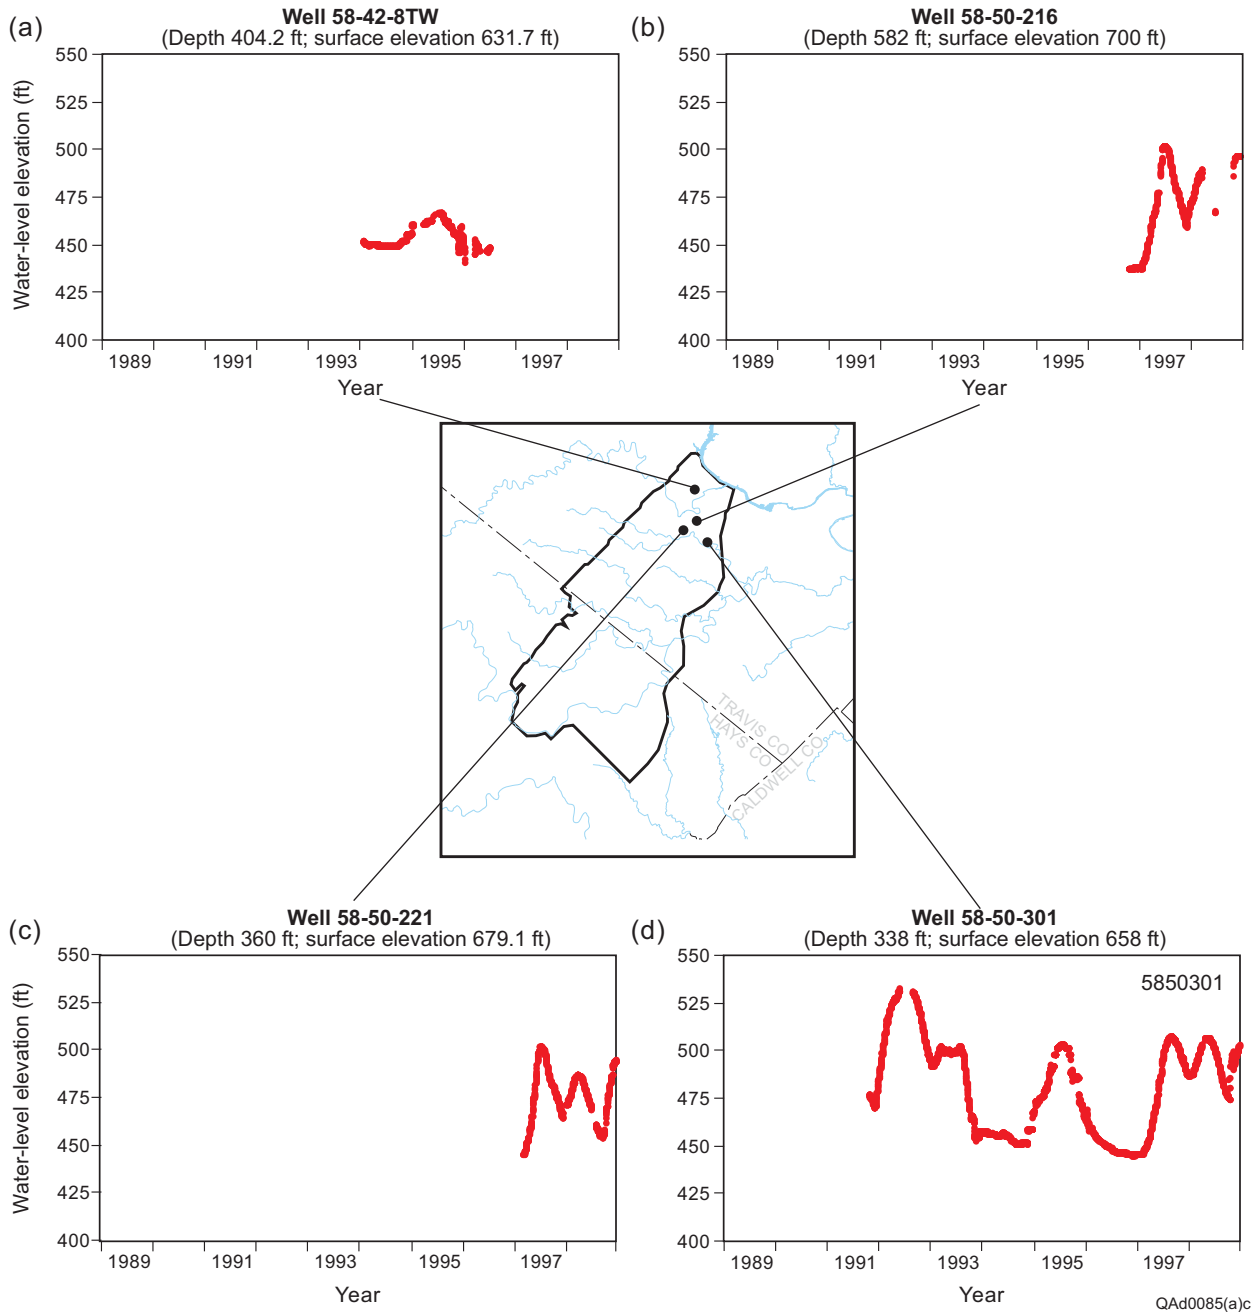 (a)
Well 58-42-8TW
(Depth 404.2 ft; surface elevation 631.7 ft)
Water-level elevation (ft)
550
525
500
475
450
425
400
1989 1991 1993 1995 1997
Year
(b)
Well 58-50-216
(Depth 582 ft; surface elevation 700 ft)
550
525
500
475
450
425
400
1989 1991 1993 1995 1997
Year
TRAVIS CO
HAYS CO
CALDWELL CO
(c)
Well 58-50-221
(Depth 360 ft; surface elevation 679.1 ft)
Water-level elevation (ft)
550
525
500
475
450
425
400
1989 1991 1993 1995 1997
Year
(d)
Well 58-50-301
(Depth 338 ft; surface elevation 658 ft)
5850301
550
525
500
475
450
425
400
1989 1991 1993 1995 1997
Year
QAd0085(a)c